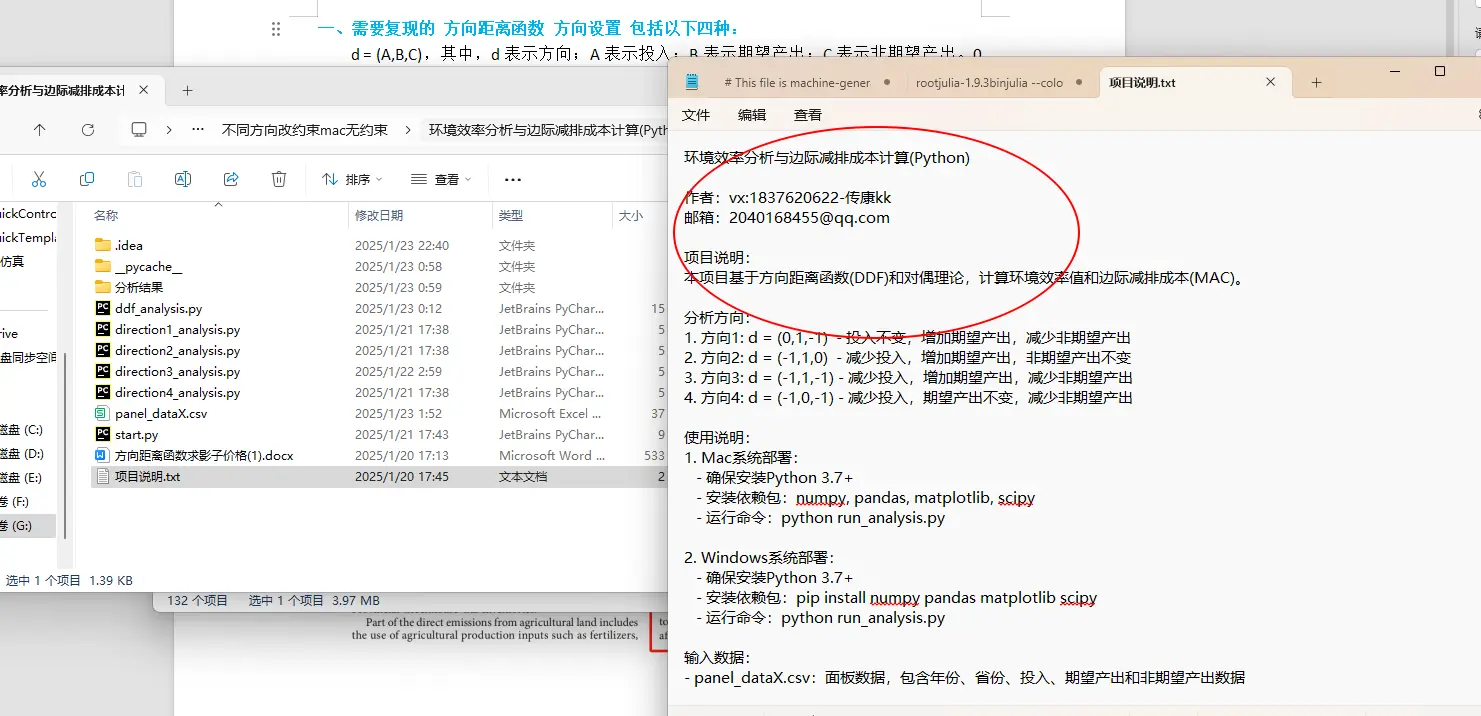 一、需要复现的 方向距离函数 方向设置 包括以下四种：
d = (A,B,C)，其中，d 表示方向；A 表示投入；B 表示期望产出；C 表示非期望产出。0
率分析与边际减排成本计
不同方向改约束mac无约束
环境效率分析与边际减排成本计算(Pyth
排序
查看
名称
修改日期
类型
大小
.idea 2025/1/23 22:40 文件夹
__pycache__ 2025/1/23 0:58 文件夹
分析结果 2025/1/23 0:59 文件夹
ddf_analysis.py 2025/1/23 0:12 JetBrains PyChar... 15
direction1_analysis.py 2025/1/21 17:38 JetBrains PyChar... 5
direction2_analysis.py 2025/1/21 17:38 JetBrains PyChar... 5
direction3_analysis.py 2025/1/22 2:59 JetBrains PyChar... 5
direction4_analysis.py 2025/1/21 17:38 JetBrains PyChar... 5
panel_dataX.csv 2025/1/23 1:52 Microsoft Excel ... 37
start.py 2025/1/21 17:43 JetBrains PyChar... 9
方向距离函数求影子价格(1).docx 2025/1/20 17:13 Microsoft Word ... 533
项目说明.txt 2025/1/20 17:45 文本文档 2
uickContrc
uickTempla
仿真
rive
盘同步空间
磁盘 (C:)
磁盘 (D:)
磁盘 (E:)
卷 (F:)
卷 (G:)
选中 1 个项目 1.39 KB
132 个项目 选中 1 个项目 3.97 MB
Part of the direct emissions from agricultural land includes
the use of agricultural production inputs such as fertilizers,
to
af
# This file is machine-gener
rootjulia-1.9.3binjulia --colo
项目说明.txt
文件
编辑
查看
环境效率分析与边际减排成本计算(Python)
作者：vx:1837620622-传康kk
邮箱：2040168455@qq.com
项目说明：
本项目基于方向距离函数(DDF)和对偶理论，计算环境效率值和边际减排成本(MAC)。
分析方向：
1. 方向1: d = (0,1,-1) - 投入不变，增加期望产出，减少非期望产出
2. 方向2: d = (-1,1,0) - 减少投入，增加期望产出，非期望产出不变
3. 方向3: d = (-1,1,-1) - 减少投入，增加期望产出，减少非期望产出
4. 方向4: d = (-1,0,-1) - 减少投入，期望产出不变，减少非期望产出
使用说明：
1. Mac系统部署：
- 确保安装Python 3.7+
- 安装依赖包：numpy, pandas, matplotlib, scipy
- 运行命令：python run_analysis.py
2. Windows系统部署：
- 确保安装Python 3.7+
- 安装依赖包：pip install numpy pandas matplotlib scipy
- 运行命令：python run_analysis.py
输入数据：
- panel_dataX.csv：面板数据，包含年份、省份、投入、期望产出和非期望产出数据